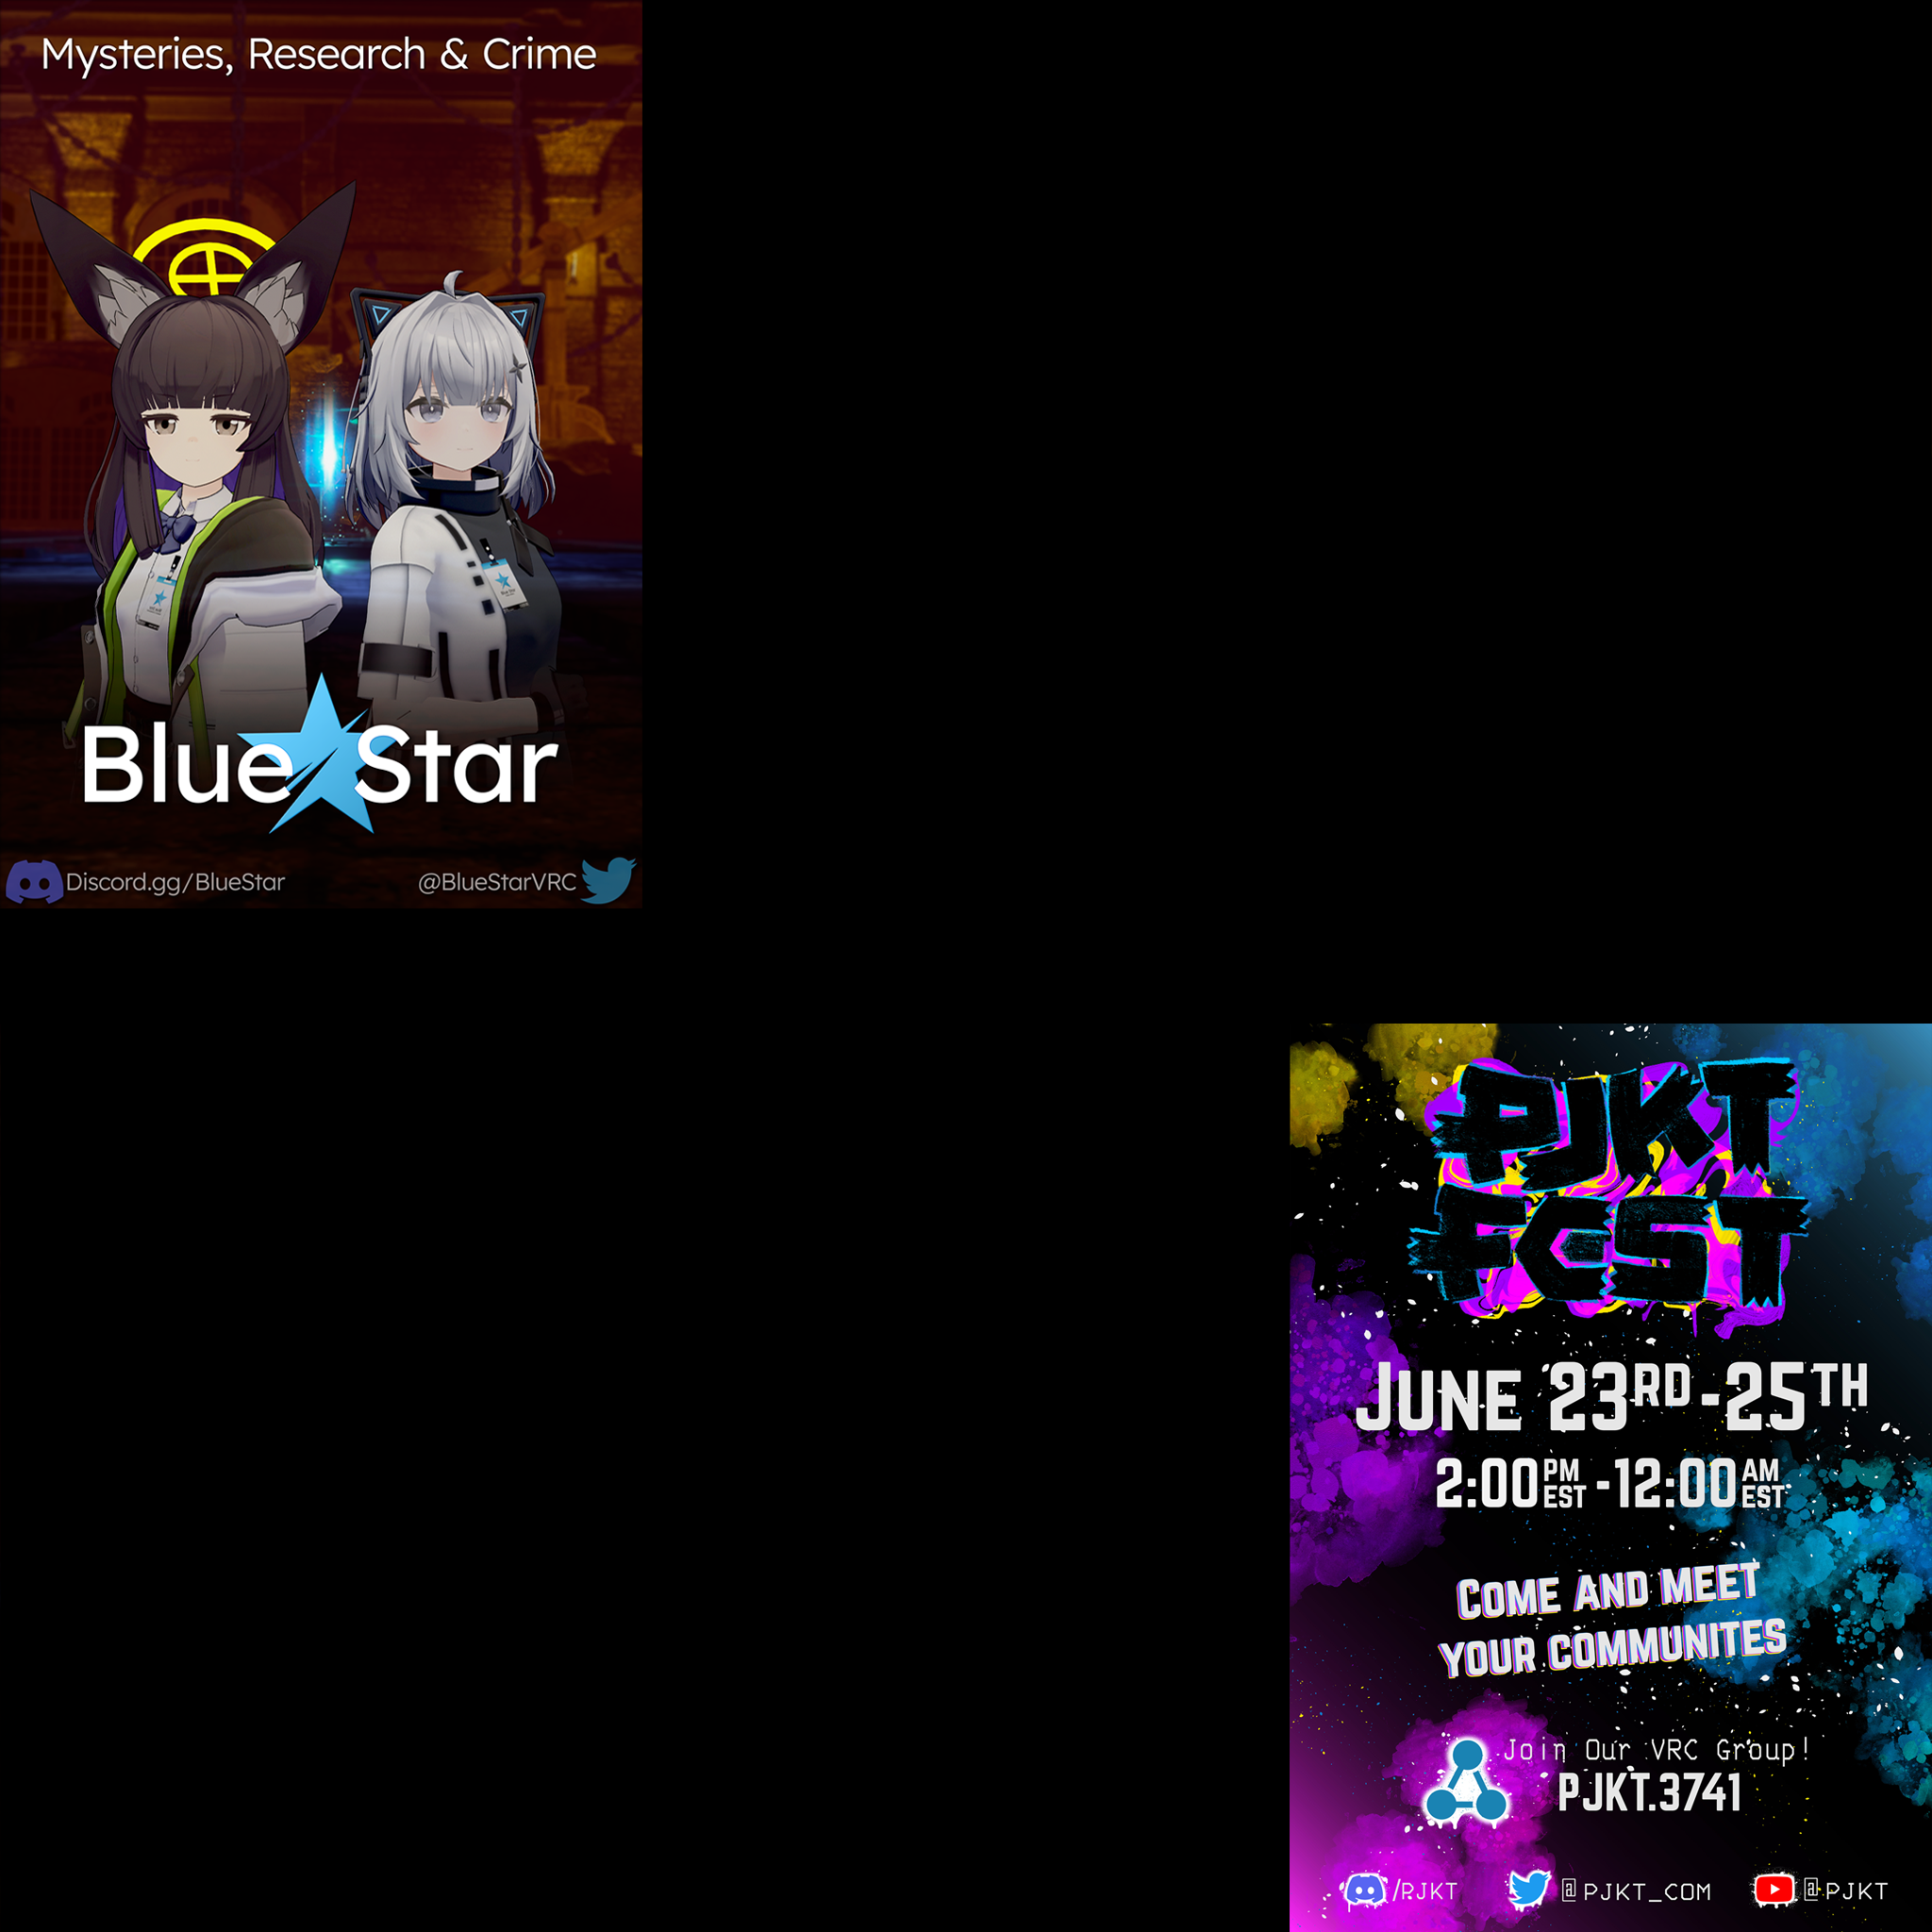 Mysteries, Research & Crime
Blue Star
Discord.gg/BlueStar
@BlueStarVRC
PJKT
FEST
JUNE 23RD-25TH
2:00PM EST -12:00AM EST
COME AND MEET
YOUR COMMUNITES
Join Our VRC Group!
PJKT.3741
/PJKT
@PJKT_COM
@PJKT